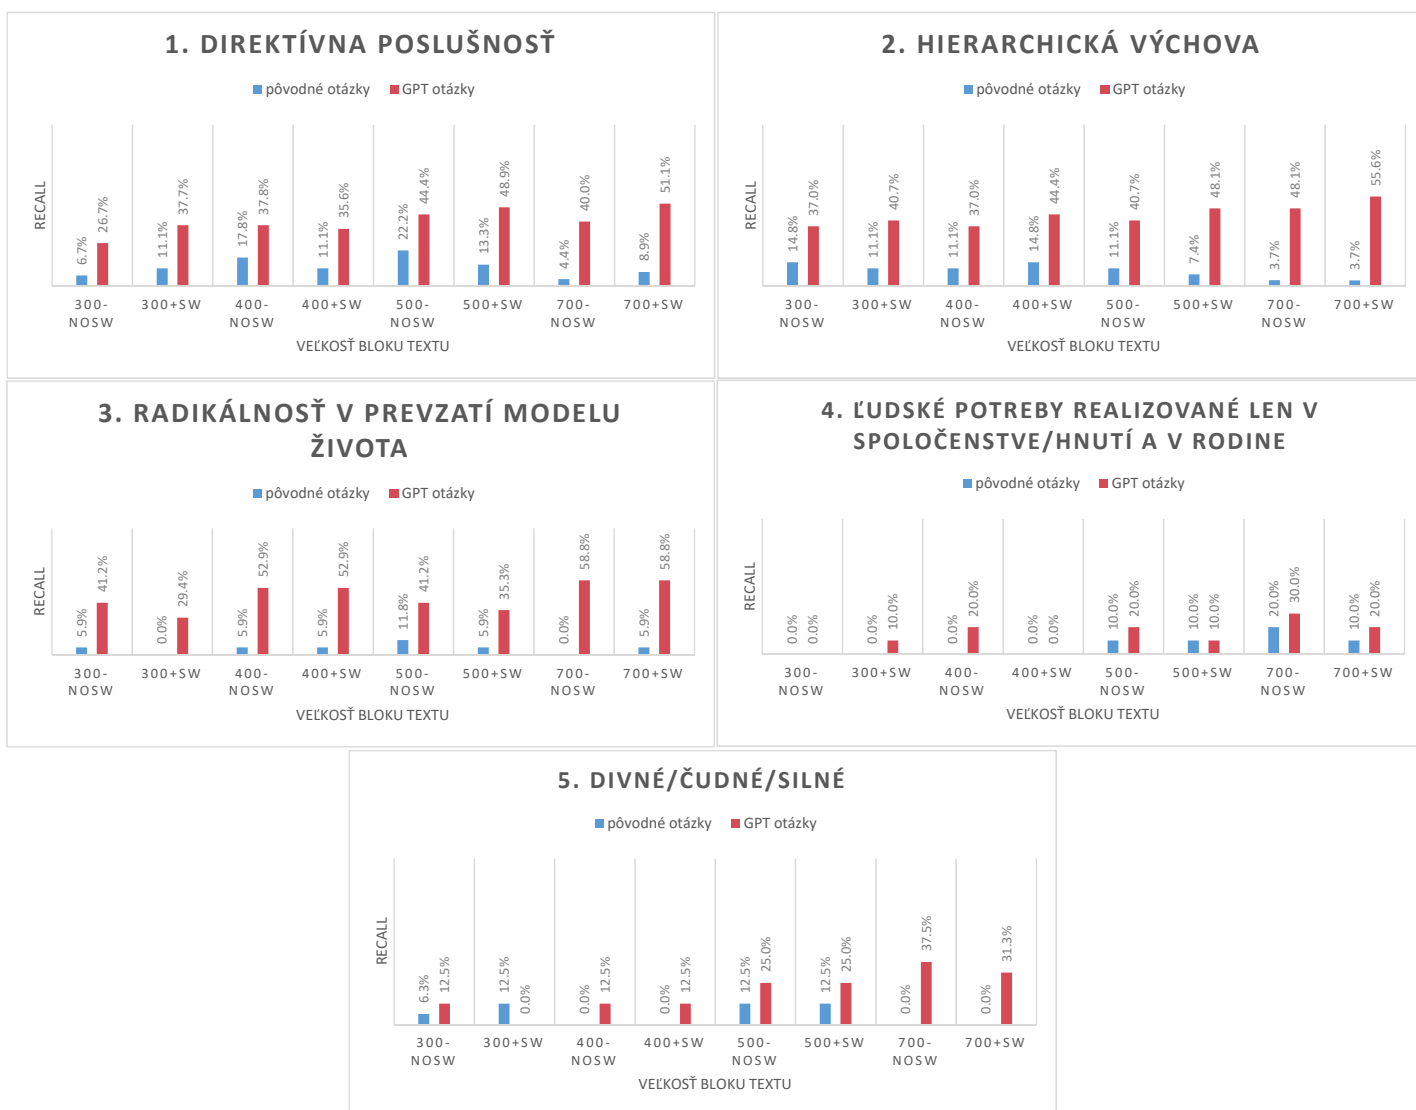 1. DIREKTÍVNA POSLUŠNOSŤ
pôvodné otázky GPT otázky
RECALL
6.7% 26.7% 11.1% 37.7% 17.8% 37.8% 11.1% 35.6% 22.2% 44.4% 13.3% 48.9% 4.4% 40.0% 8.9% 51.1%
300- 300+SW 400- 400+SW 500- 500+SW 700- 700+SW
NOSW NOSW NOSW NOSW
VEĽKOSŤ BLOKU TEXTU
2. HIERARCHICKÁ VÝCHOVA
pôvodné otázky GPT otázky
RECALL
14.8% 37.0% 11.1% 40.7% 11.1% 37.0% 14.8% 44.4% 11.1% 40.7% 7.4% 48.1% 3.7% 48.1% 3.7% 55.6%
300- 300+SW 400- 400+SW 500- 500+SW 700- 700+SW
NOSW NOSW NOSW NOSW
VEĽKOSŤ BLOKU TEXTU
3. RADIKÁLNOSŤ V PREVZATÍ MODELU
ŽIVOTA
pôvodné otázky GPT otázky
RECALL
5.9% 41.2% 0.0% 29.4% 5.9% 52.9% 5.9% 52.9% 11.8% 41.2% 5.9% 35.3% 0.0% 58.8% 5.9% 58.8%
300- 300+SW 400- 400+SW 500- 500+SW 700- 700+SW
NOSW NOSW NOSW NOSW
VEĽKOSŤ BLOKU TEXTU
4. ĽUDSKÉ POTREBY REALIZOVANÉ LEN V
SPOLOČENSTVE/HNUTÍ A V RODINE
pôvodné otázky GPT otázky
RECALL
0.0% 0.0% 0.0% 10.0% 0.0% 20.0% 0.0% 0.0% 10.0% 20.0% 10.0% 10.0% 20.0% 30.0% 10.0% 20.0%
300- 300+SW 400- 400+SW 500- 500+SW 700- 700+SW
NOSW NOSW NOSW NOSW
VEĽKOSŤ BLOKU TEXTU
5. DIVNÉ/ČUDNÉ/SILNÉ
pôvodné otázky GPT otázky
RECALL
6.3% 12.5% 12.5% 0.0% 0.0% 12.5% 0.0% 12.5% 12.5% 25.0% 12.5% 25.0% 0.0% 37.5% 0.0% 31.3%
300- 300+SW 400- 400+SW 500- 500+SW 700- 700+SW
NOSW NOSW NOSW NOSW
VEĽKOSŤ BLOKU TEXTU